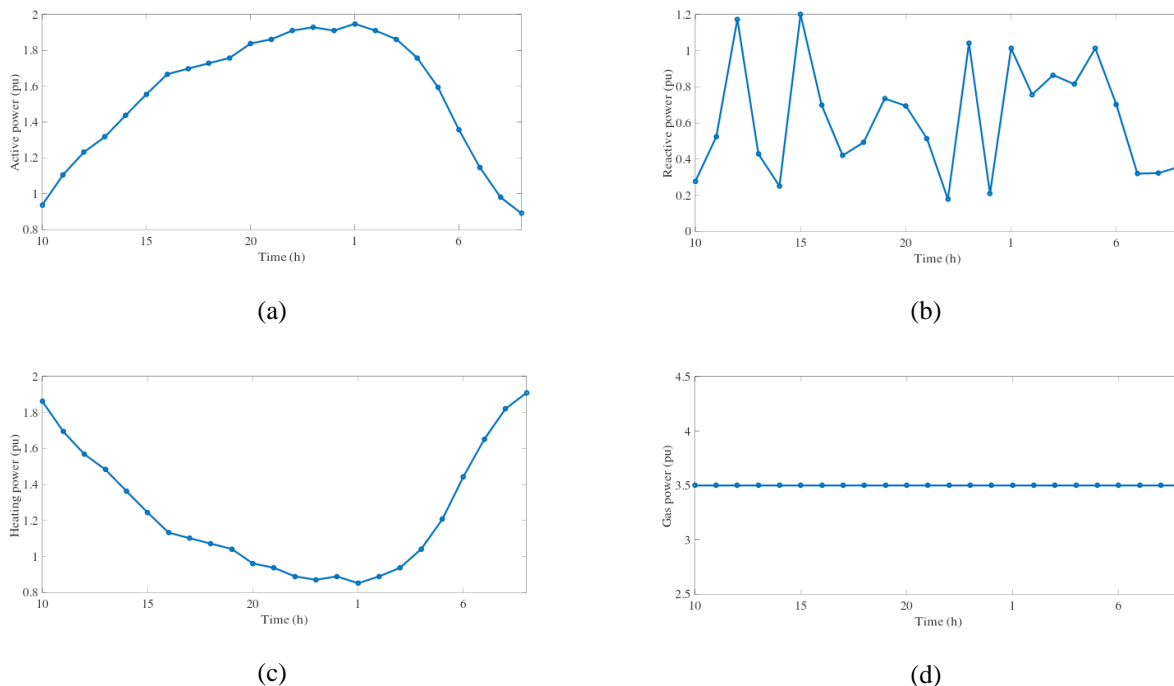 2
1.8
1.6
1.4
1.2
1
0.8
Active power (pu)
10 15 20 1 6
Time (h)
(a)
1.2
1
0.8
0.6
0.4
0.2
0
Reactive power (pu)
10 15 20 1 6
Time (h)
(b)
2
1.8
1.6
1.4
1.2
1
0.8
Heating power (pu)
10 15 20 1 6
Time (h)
(c)
4.5
4
3.5
3
2.5
Gas power (pu)
10 15 20 1 6
Time (h)
(d)